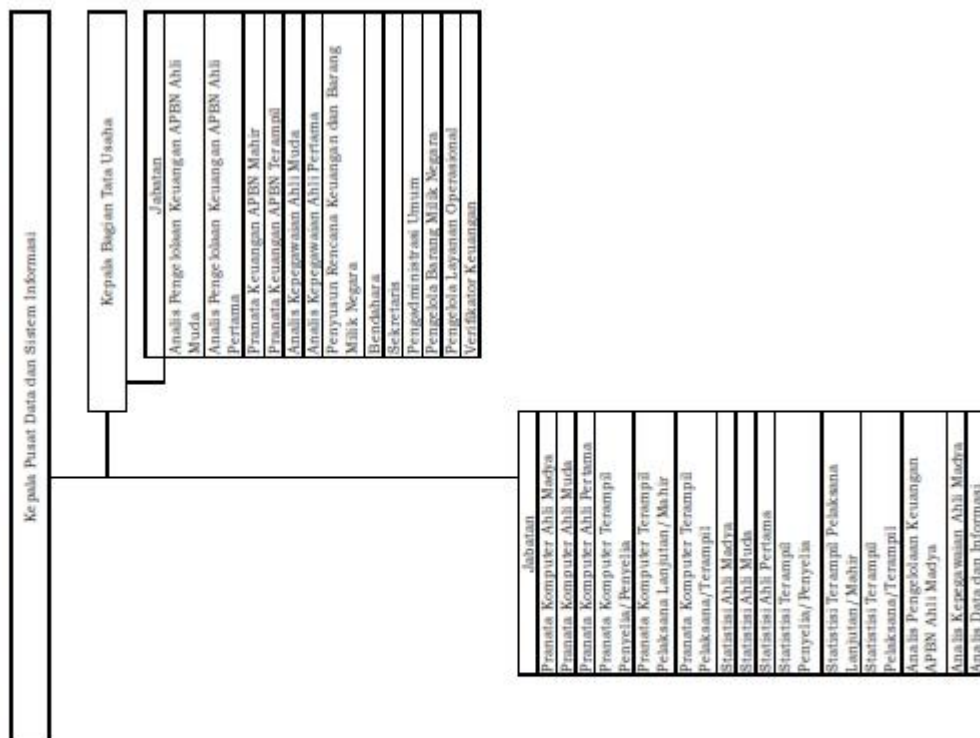 Kepala Pusat Data dan Sistem Informasi
Kepala Bagian Tata Usaha
Jabatan
Analis Pengelolaan Keuangan APBN Ahli
Muda
Analis Pengelolaan Keuangan APBN Ahli
Pertama
Pranata Keuangan APBN Mahir
Pranata Keuangan APBN Terampil
Analis Kepegawaian Ahli Muda
Analis Kepegawaian Ahli Pertama
Penyusun Rencana Keuangan dan Barang
Milik Negara
Bendahara
Sekretaris
Pengadministrasi Umum
Pengelola Barang Milik Negara
Pengelola Layanan Operasional
Verifikator Keuangan
Jabatan
Pranata Komputer Ahli Madya
Pranata Komputer Ahli Muda
Pranata Komputer Ahli Pertama
Pranata Komputer Terampil
Penyelia/Penyelia
Pranata Komputer Terampil
Pelaksana Lanjutan/Mahir
Pranata Komputer Terampil
Pelaksana/Terampil
Statistisi Ahli Madya
Statistisi Ahli Muda
Statistisi Ahli Pertama
Statistisi Terampil
Penyelia/Penyelia
Statistisi Terampil Pelaksana
Lanjutan/Mahir
Statistisi Terampil
Pelaksana/Terampil
Analis Pengelolaan Keuangan
APBN Ahli Madya
Analis Kepegawaian Ahli Madya
Analis Data dan Informasi